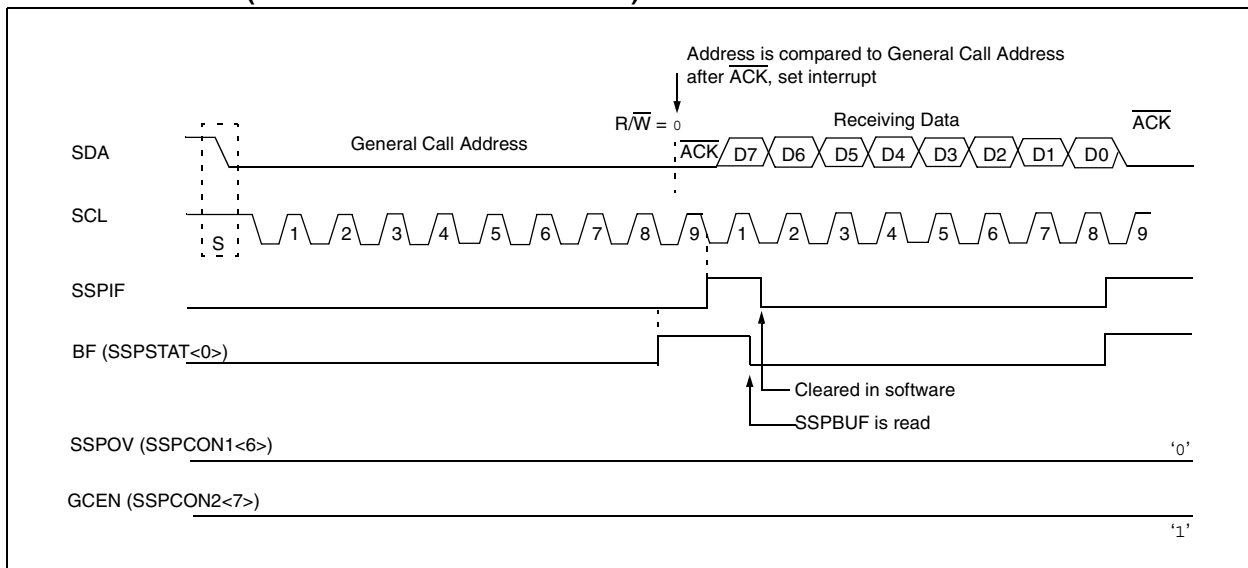 Address is compared to General Call Address
after ACK, set interrupt
R/W = 0
Receiving Data
ACK
SDA
General Call Address
ACK
D7 D6 D5 D4 D3 D2 D1 D0
SCL
S
1 2 3 4 5 6 7 8 9 1 2 3 4 5 6 7 8 9
SSPIF
BF (SSPSTAT<0>)
Cleared in software
SSPBUF is read
SSPOV (SSPCON1<6>)
‘0’
GCEN (SSPCON2<7>)
‘1’